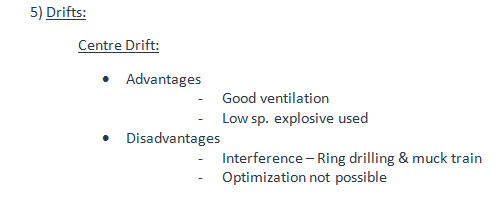 5) Drifts:
Centre Drift:
• Advantages
- Good ventilation
- Low sp. explosive used
• Disadvantages
- Interference – Ring drilling & muck train
- Optimization not possible